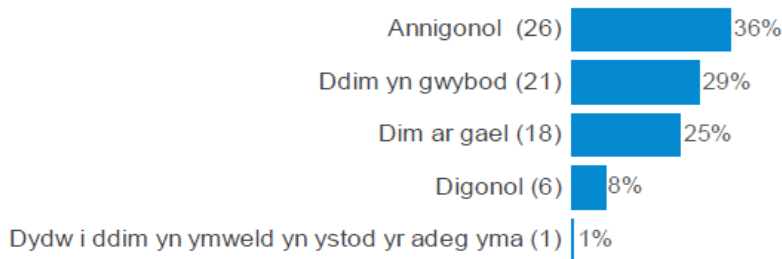 Annigonol (26) 36%
Ddim yn gwybod (21) 29%
Dim ar gael (18) 25%
Digonol (6) 8%
Dydw i ddim yn ymweld yn ystod yr adeg yma (1) 1%